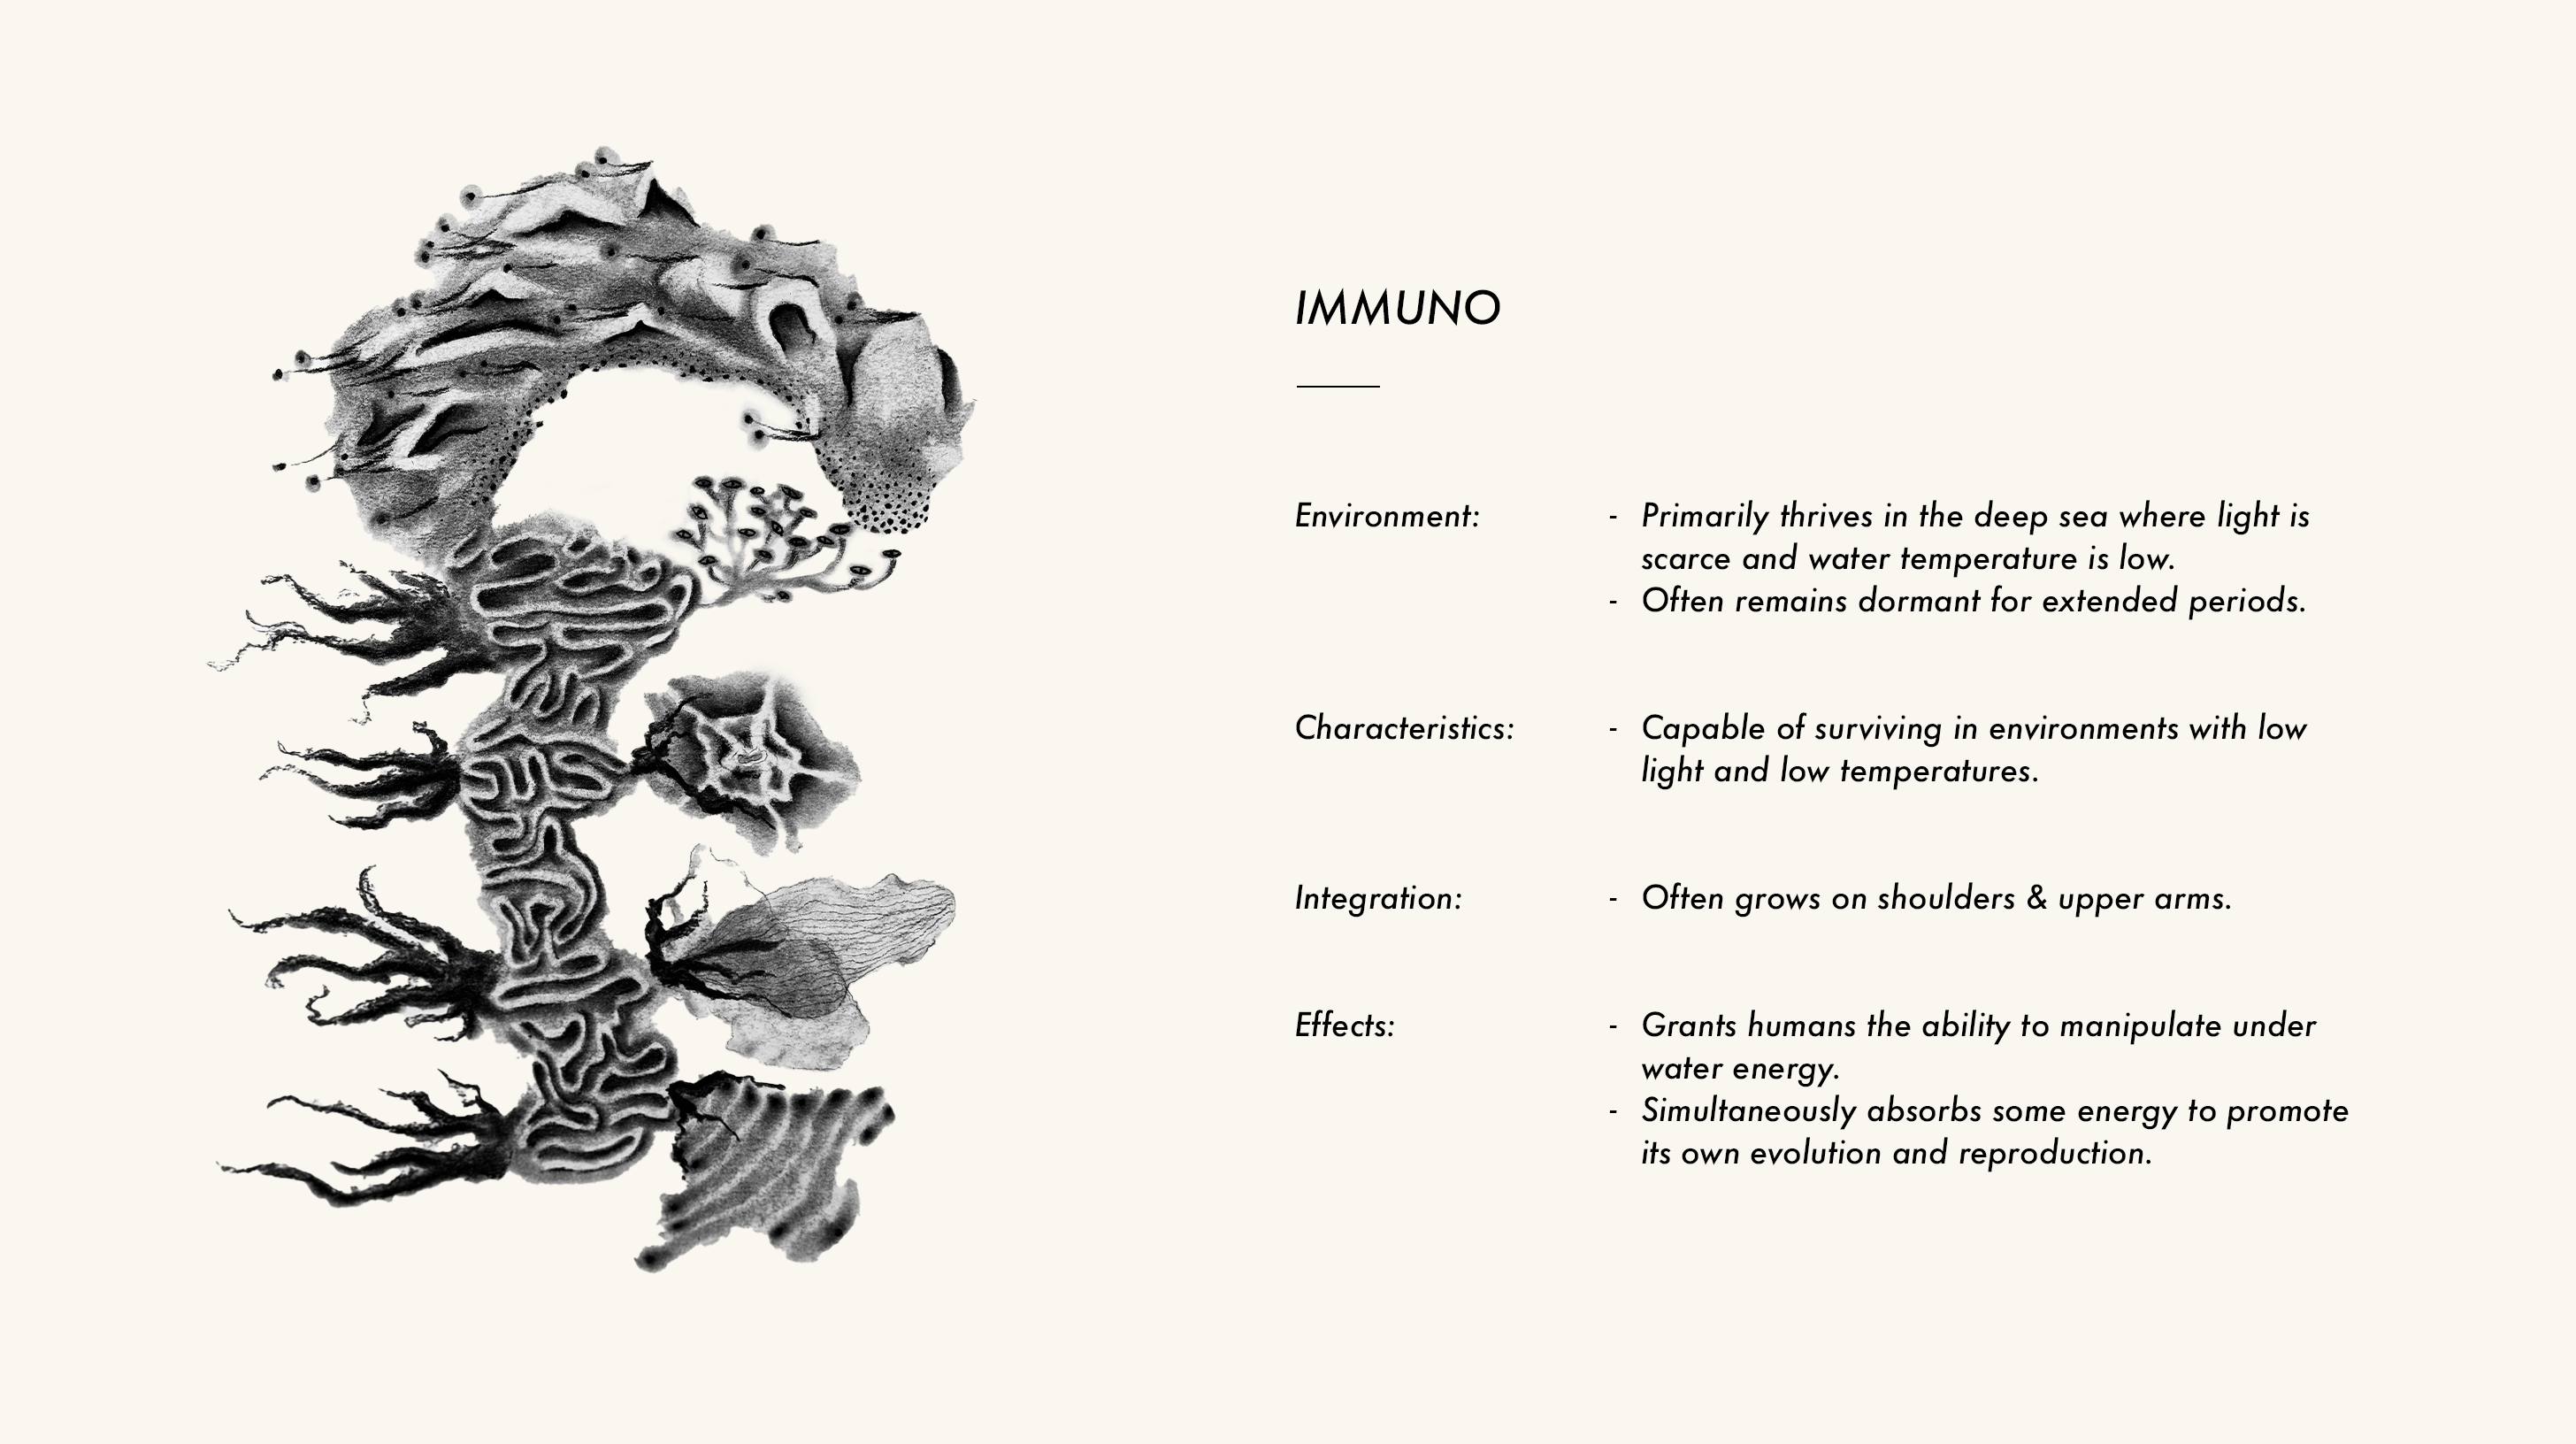 IMMUNO
Environment:
- Primarily thrives in the deep sea where light is
scarce and water temperature is low.
- Often remains dormant for extended periods.
Characteristics:
- Capable of surviving in environments with low
light and low temperatures.
Integration:
- Often grows on shoulders & upper arms.
Effects:
- Grants humans the ability to manipulate under
water energy.
- Simultaneously absorbs some energy to promote
its own evolution and reproduction.